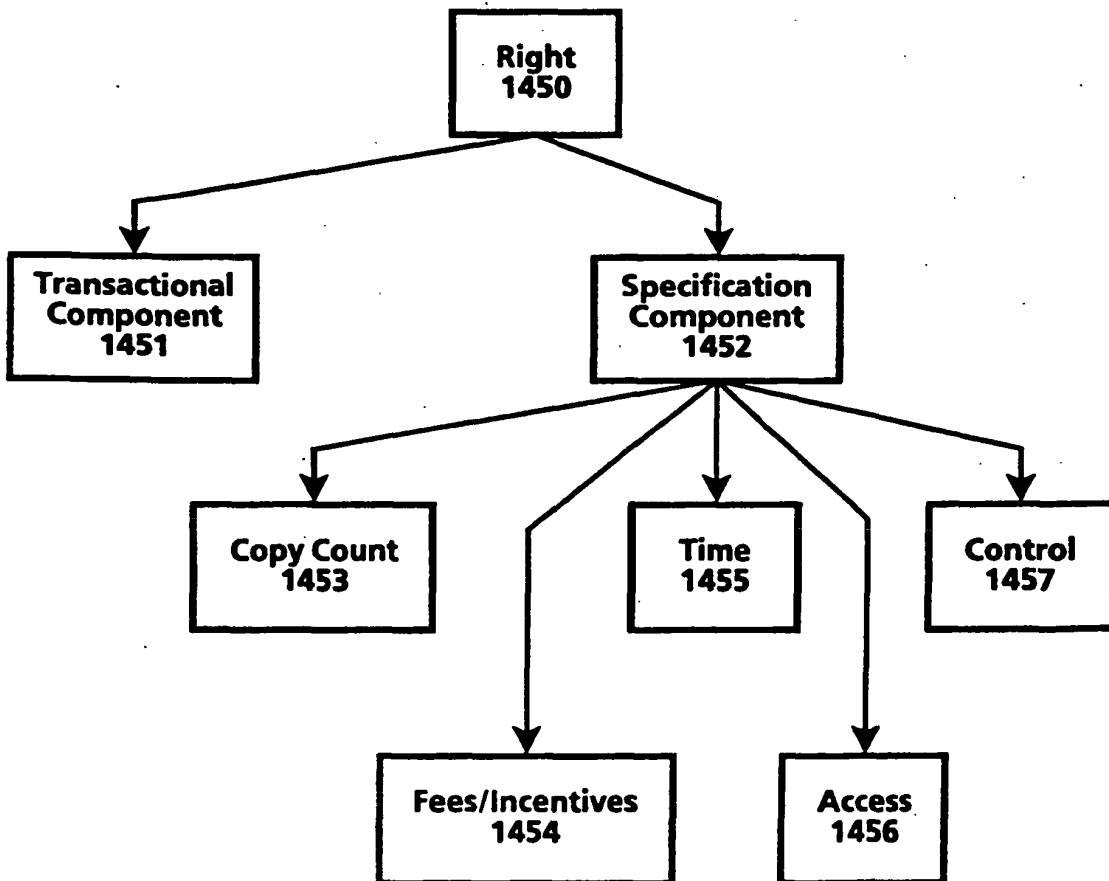 Right
1450
Transactional
Component
1451
Specification
Component
1452
Copy Count
1453
Time
1455
Control
1457
Fees/Incentives
1454
Access
1456